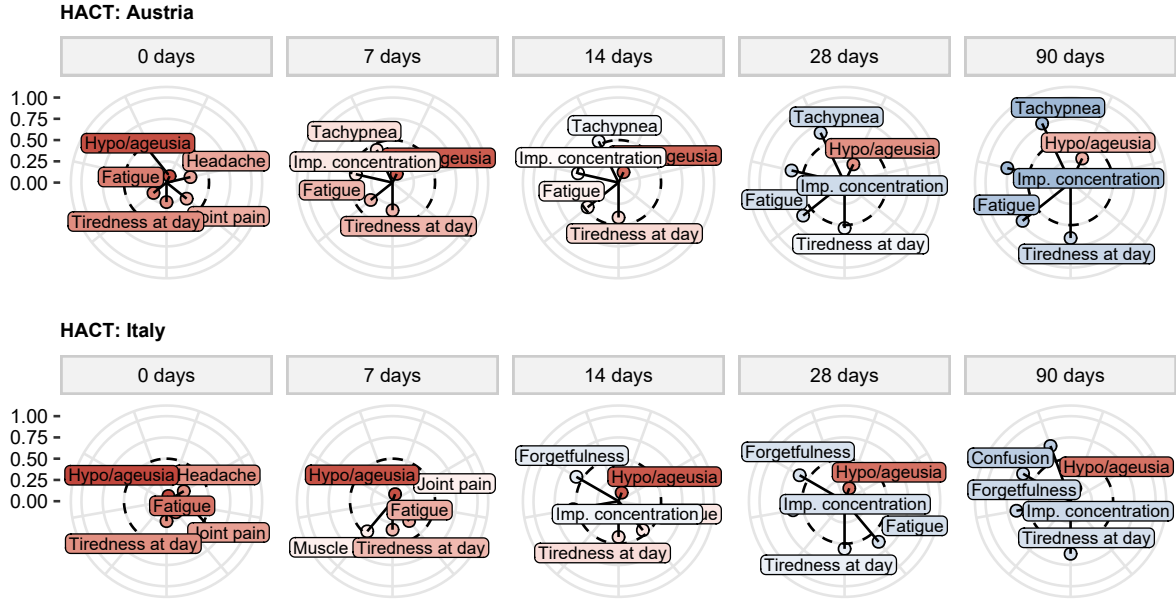 HACT: Austria
0 days
7 days
14 days
28 days
90 days
1.00
0.75
0.50
0.25
0.00
Hypo/ageusia
Headache
Fatigue
Joint pain
Tiredness at day
Tachypnea
Imp. concentration
geusia
Fatigue
Tiredness at day
Tachypnea
Imp. concentration
geusia
Fatigue
Tiredness at day
Tachypnea
Hypo/ageusia
Imp. concentration
Fatigue
Tiredness at day
Tachypnea
Hypo/ageusia
Imp. concentration
Fatigue
Tiredness at day
HACT: Italy
0 days
7 days
14 days
28 days
90 days
1.00
0.75
0.50
0.25
0.00
Hypo/ageusia
Headache
Fatigue
Joint pain
Tiredness at day
Hypo/ageusia
Joint pain
Fatigue
Muscle
Tiredness at day
Forgetfulness
Hypo/ageusia
Imp. concentration
Tiredness at day
Forgetfulness
Hypo/ageusia
Imp. concentration
Fatigue
Tiredness at day
Confusion
Hypo/ageusia
Forgetfulness
Imp. concentration
Tiredness at day